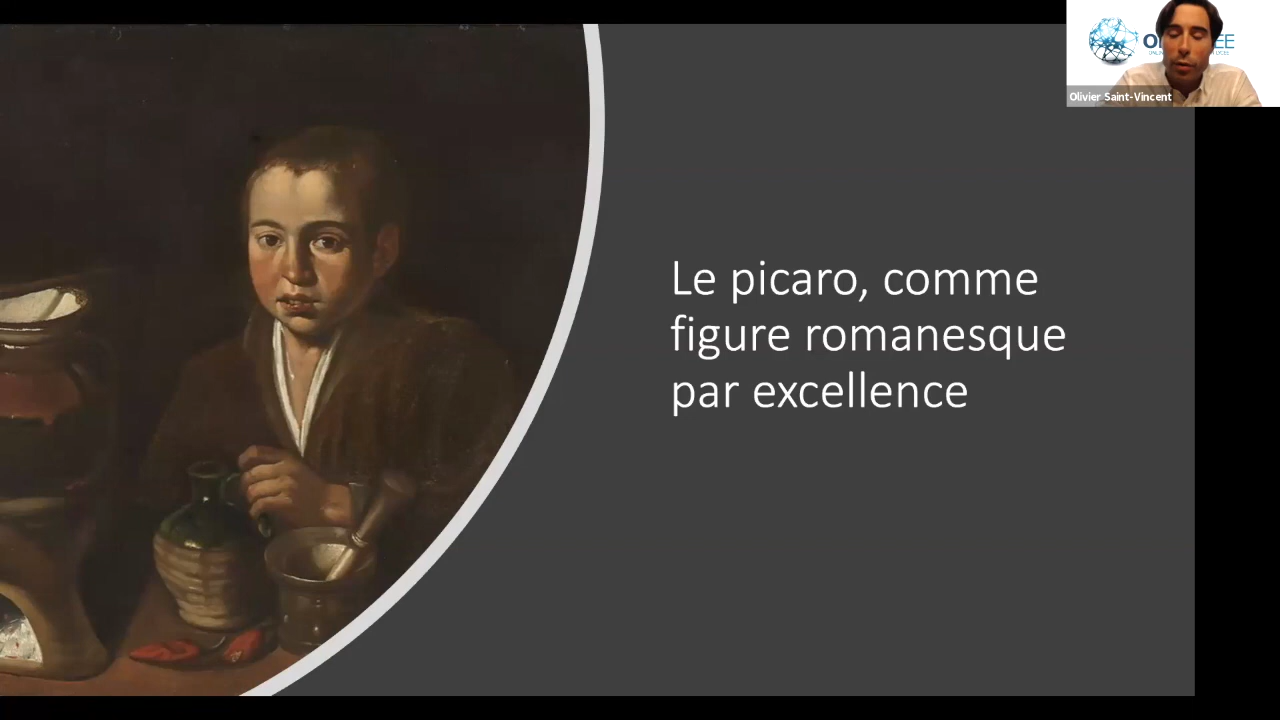 Olivier Saint-Vincent
Le picaro, comme
figure romanesque
par excellence